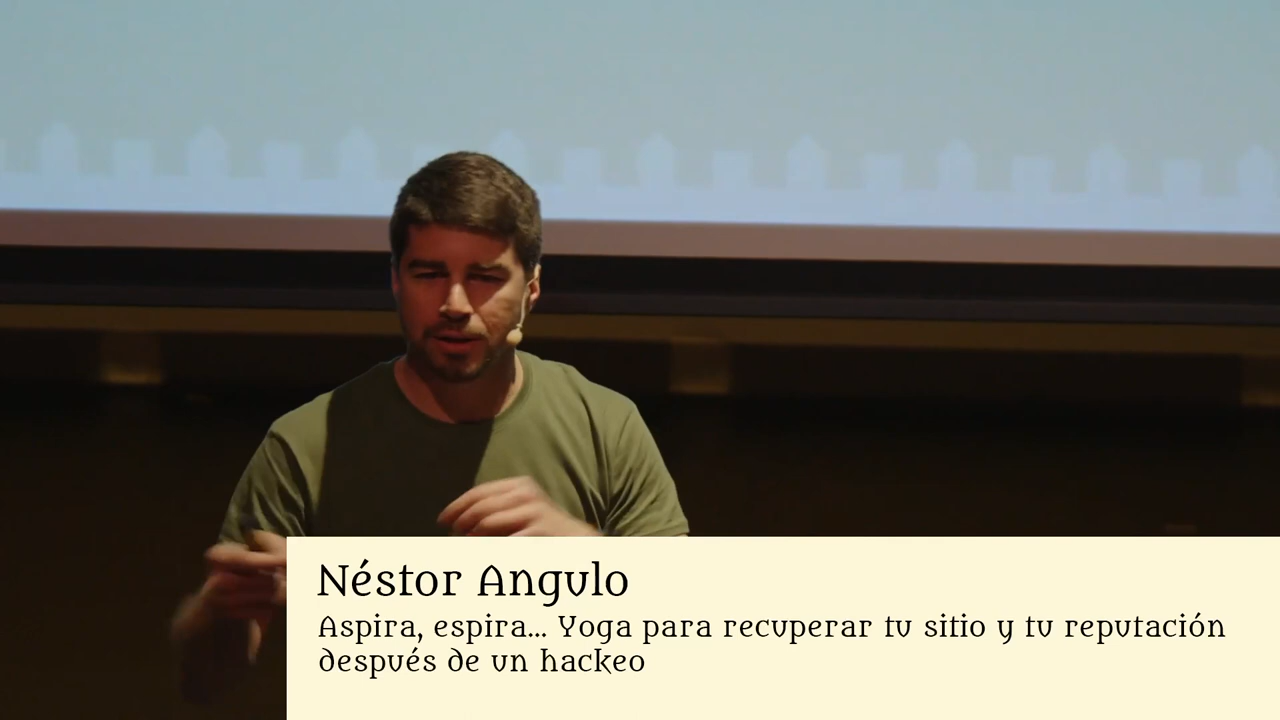 Néstor Angulo
Aspira, espira... Yoga para recuperar tu sitio y tu reputación
después de un hackeo